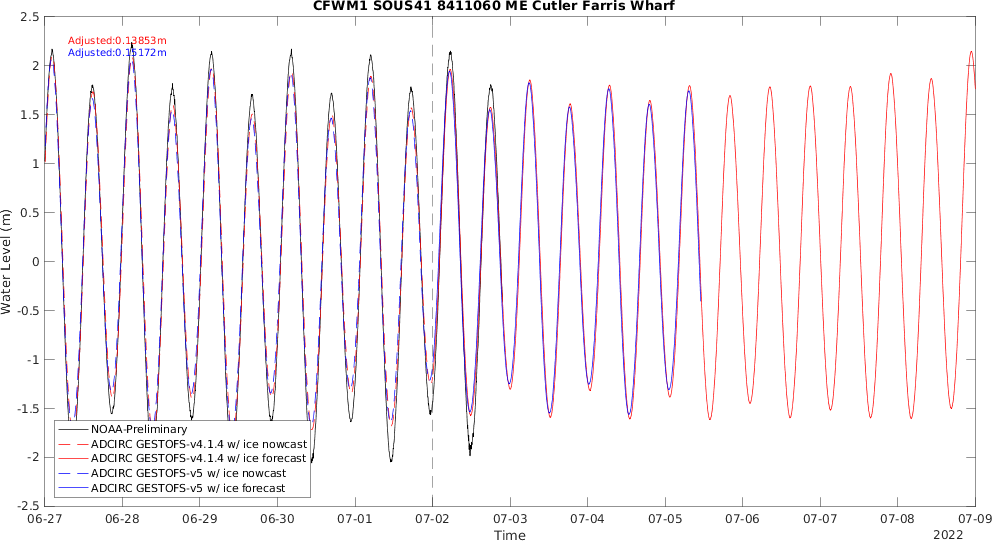 CFWM1 SOUS41 8411060 ME Cutler Farris Wharf
2.5
Adjusted:0.13853m
Adjusted:0.15172m
2
1.5
1
0.5
0
-0.5
-1
-1.5
-2
-2.5
Water Level (m)
NOAA-Preliminary
ADCIRC GESTOFS-v4.1.4 w/ ice nowcast
ADCIRC GESTOFS-v4.1.4 w/ ice forecast
ADCIRC GESTOFS-v5 w/ ice nowcast
ADCIRC GESTOFS-v5 w/ ice forecast
06-27 06-28 06-29 06-30 07-01 07-02 07-03 07-04 07-05 07-06 07-07 07-08 07-09
Time
2022